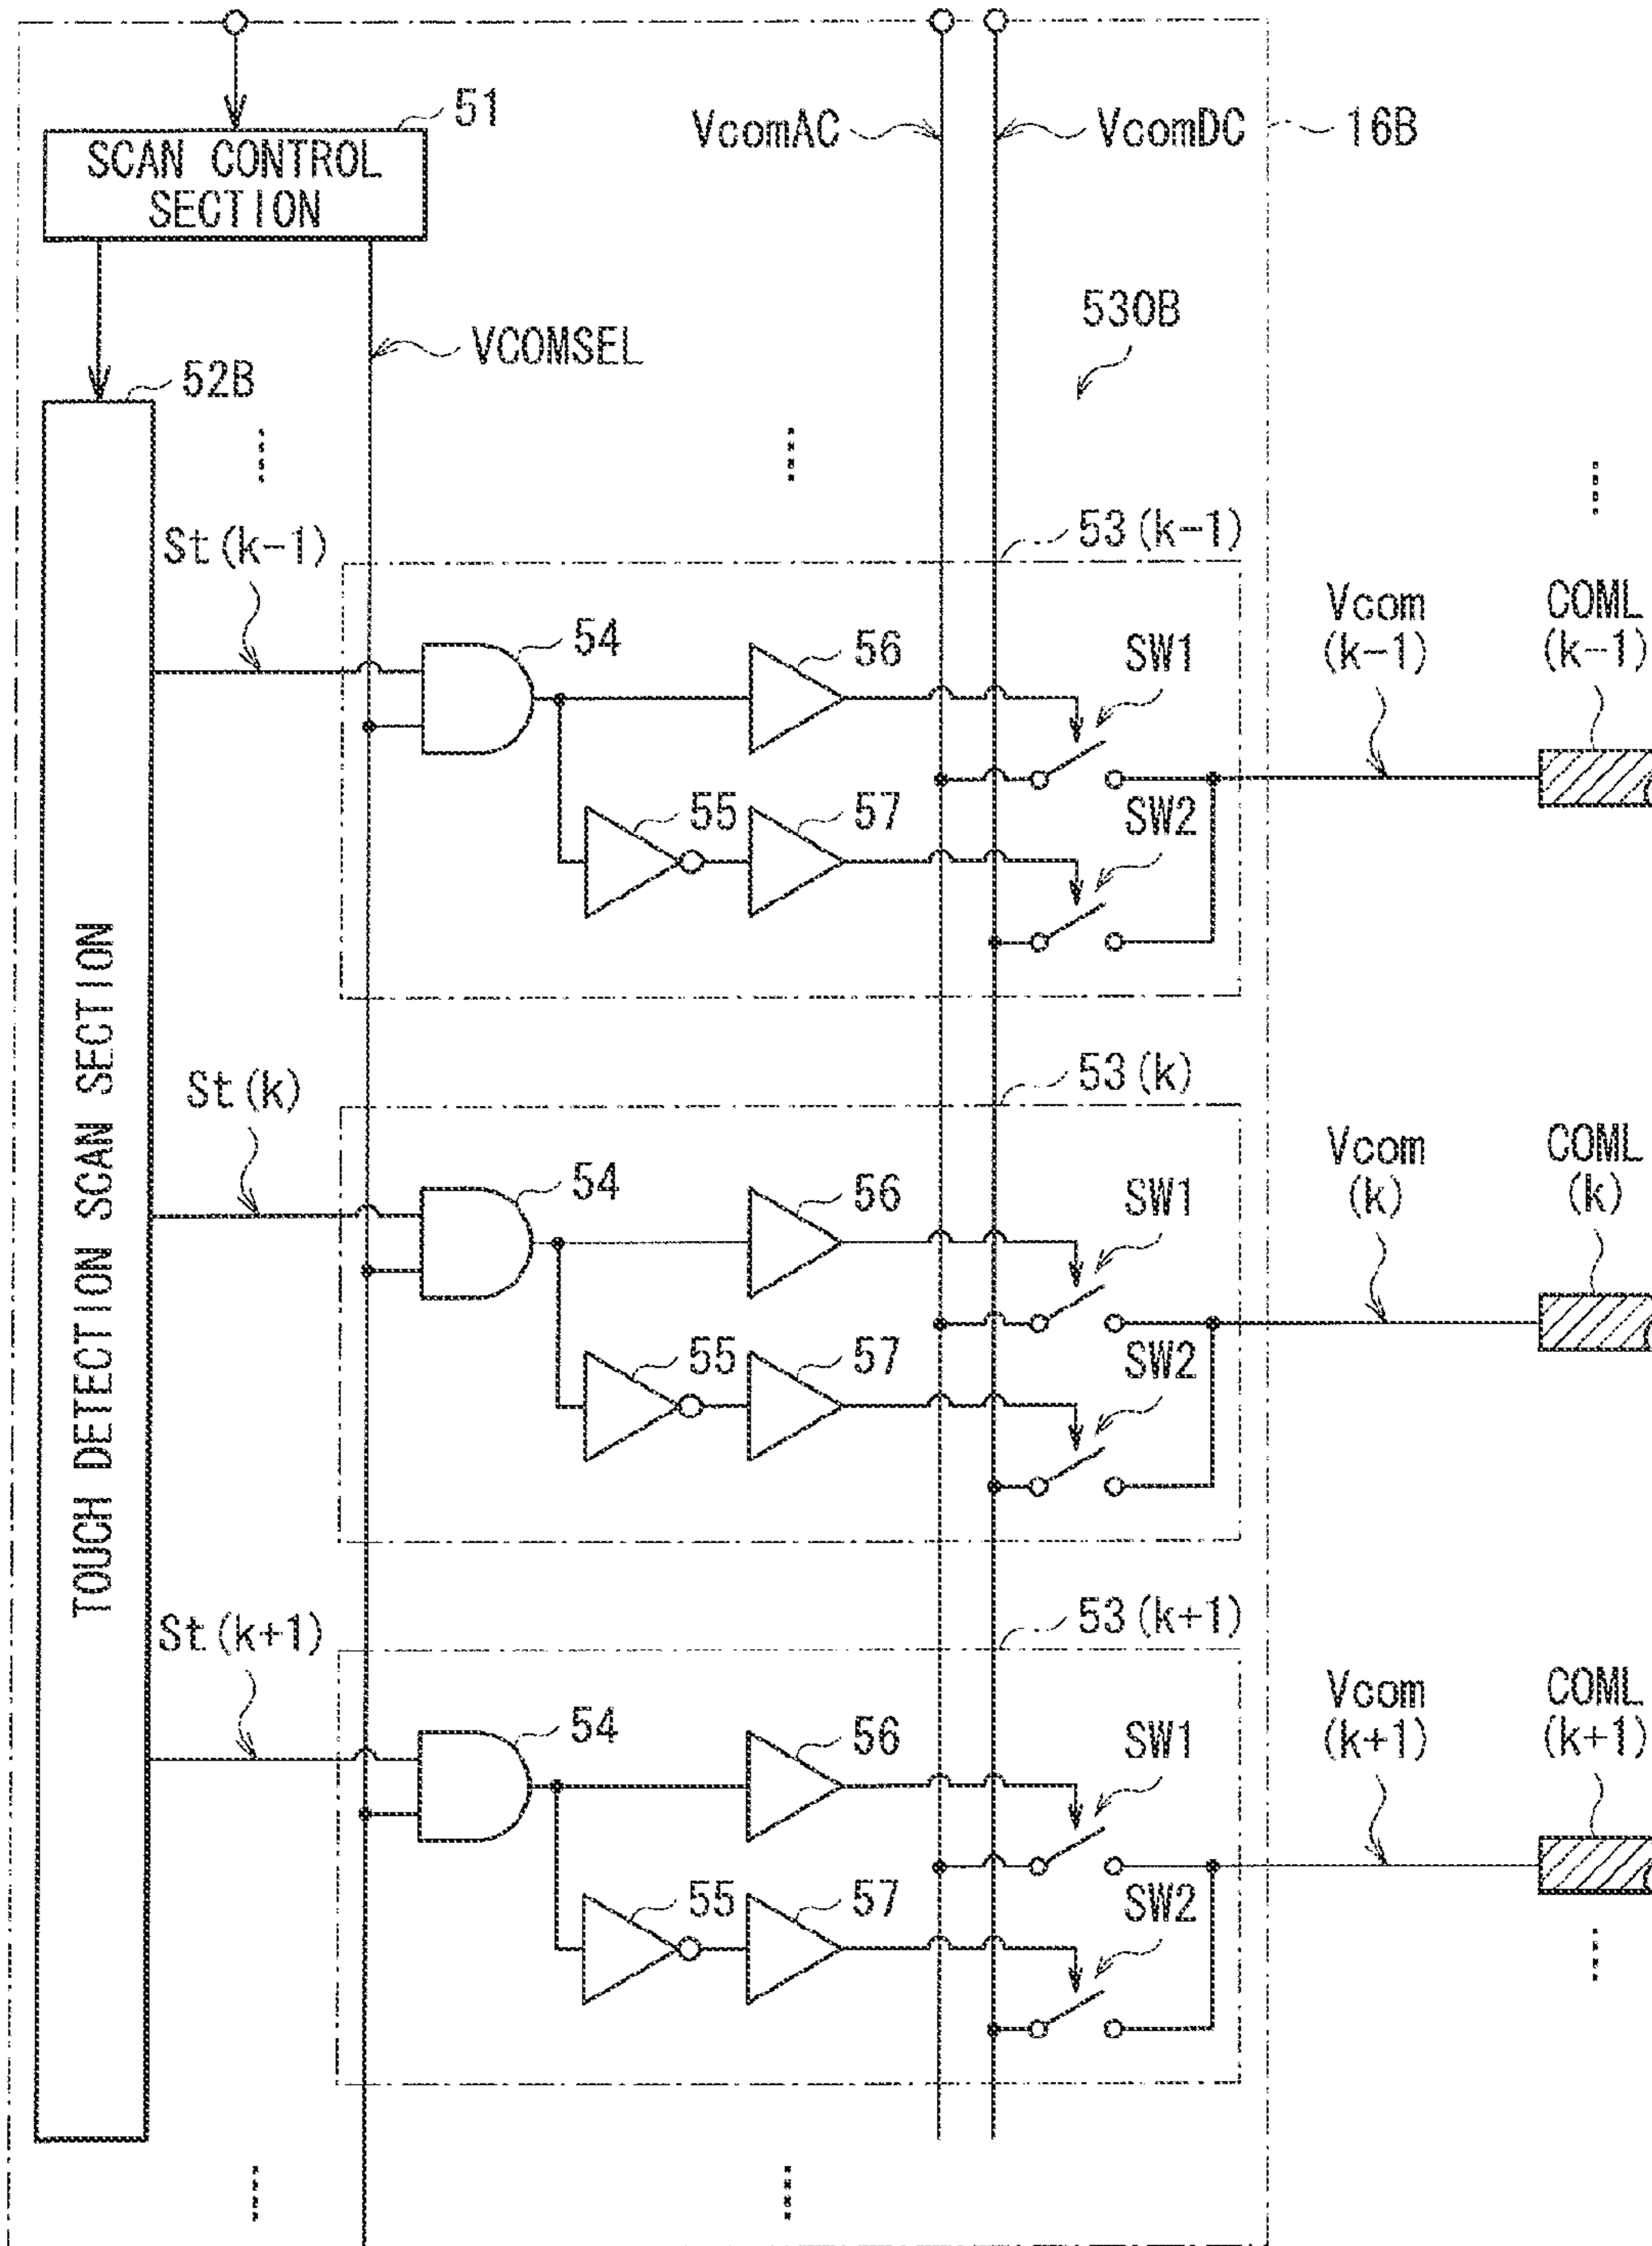 51
SCAN CONTROL
SECTION
VcomAC
VcomDC
16B
530B
VCOMSEL
52B
TOUCH DETECTION SCAN SECTION
St(k-1)
53(k-1)
54
56
SW1
55
57
SW2
Vcom
(k-1)
COML
(k-1)
St(k)
53(k)
54
56
SW1
55
57
SW2
Vcom
(k)
COML
(k)
St(k+1)
53(k+1)
54
56
SW1
55
57
SW2
Vcom
(k+1)
COML
(k+1)